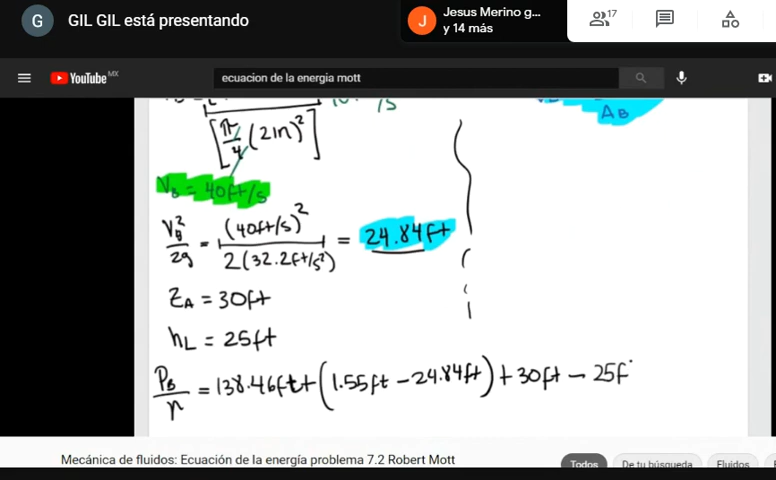 G GIL GIL está presentando
J Jesus Merino g...
y 14 más
17
YouTube MX
ecuacion de la energia mott
[π/4 (2in)²]
A_B
V_B = 40ft/s
V_B²/2g = (40ft/s)²/2(32.2ft/s²) = 24.84ft
Z_A = 30ft
h_L = 25ft
P_B/γ = 138.46ft + (1.55ft − 24.84ft) + 30ft − 25f
Mecánica de fluidos: Ecuación de la energía problema 7.2 Robert Mott
Todos
De tu búsqueda
Fluidos